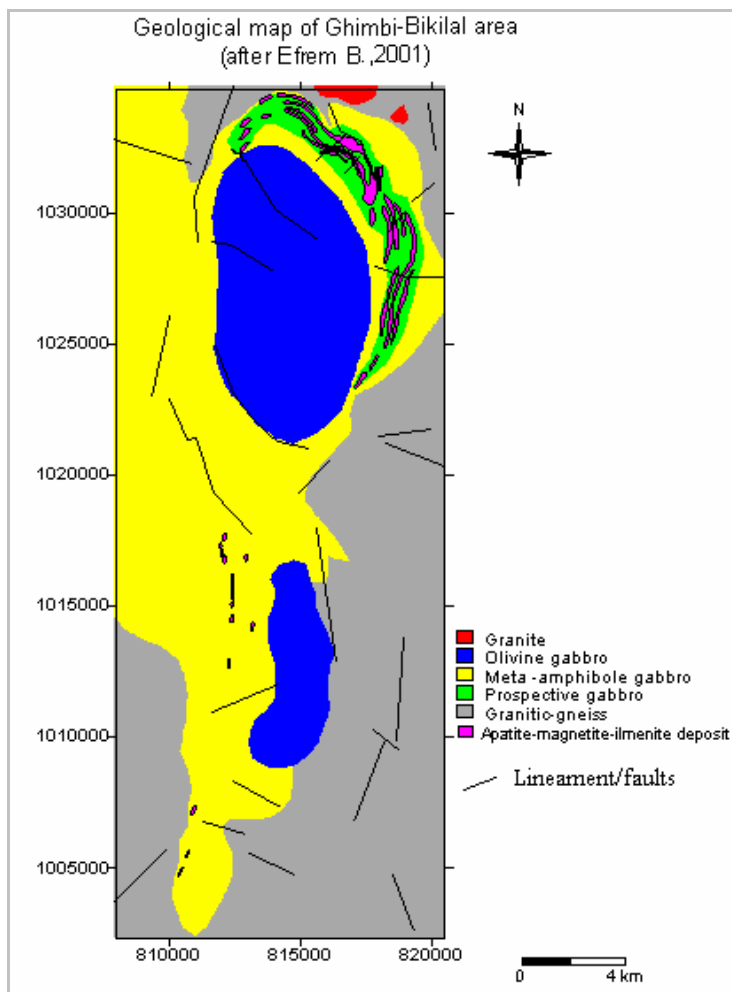 Geological map of Ghimbi-Bikilal area
(after Efrem B.,2001)
N
1030000
1025000
1020000
1015000
1010000
1005000
Granite
Olivine gabbro
Meta-amphibole gabbro
Prospective gabbro
Granitic-gneiss
Apatite-magnetite-ilmenite deposit
Lineament/faults
810000 815000 820000
0 4 km